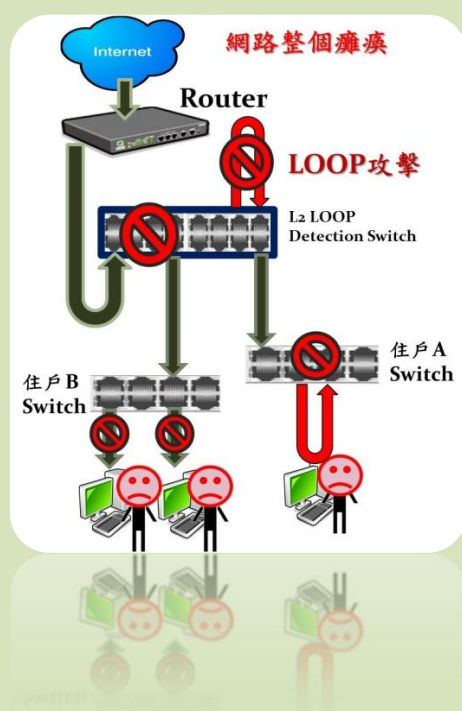 Internet
網路整個癱瘓
Router
LOOP攻擊
L2 LOOP
Detection Switch
住戶A
Switch
住戶B
Switch